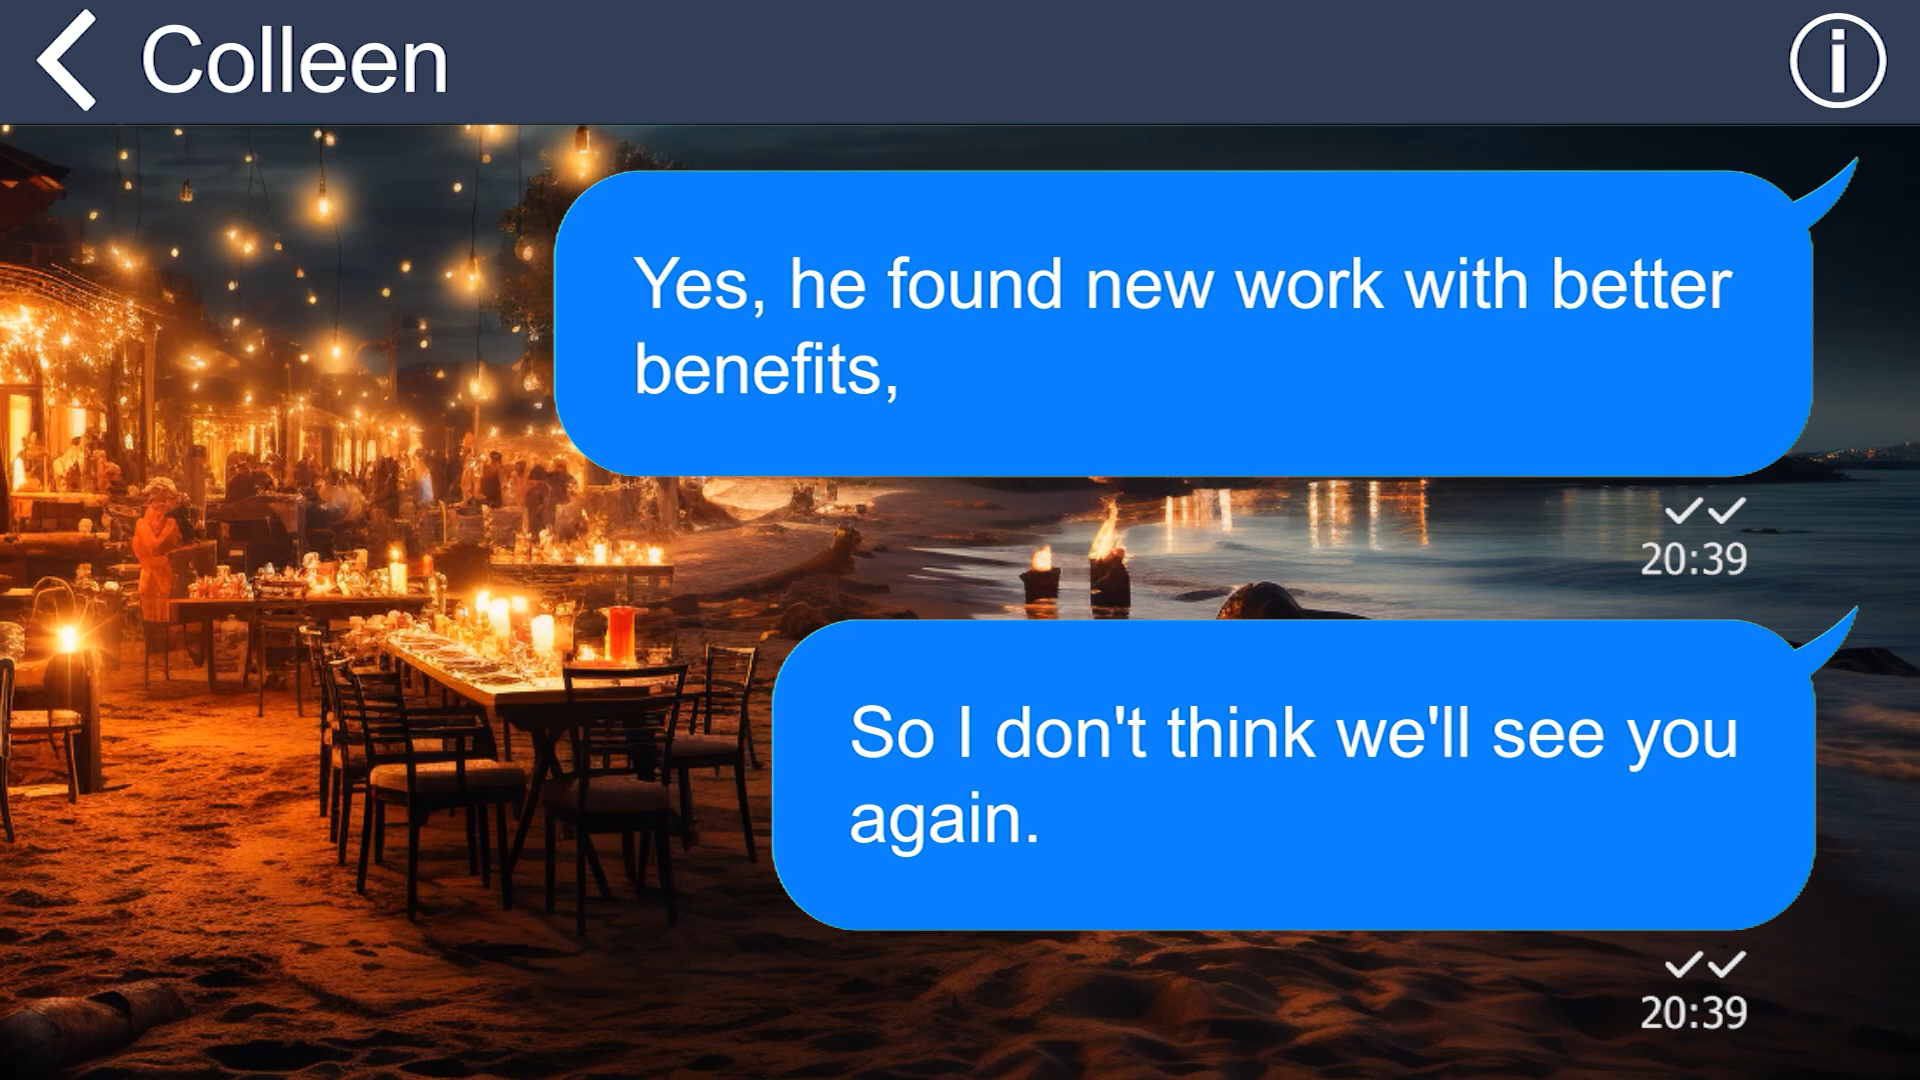 Colleen
Yes, he found new work with better
benefits,
20:39
So I don't think we'll see you
again.
20:39